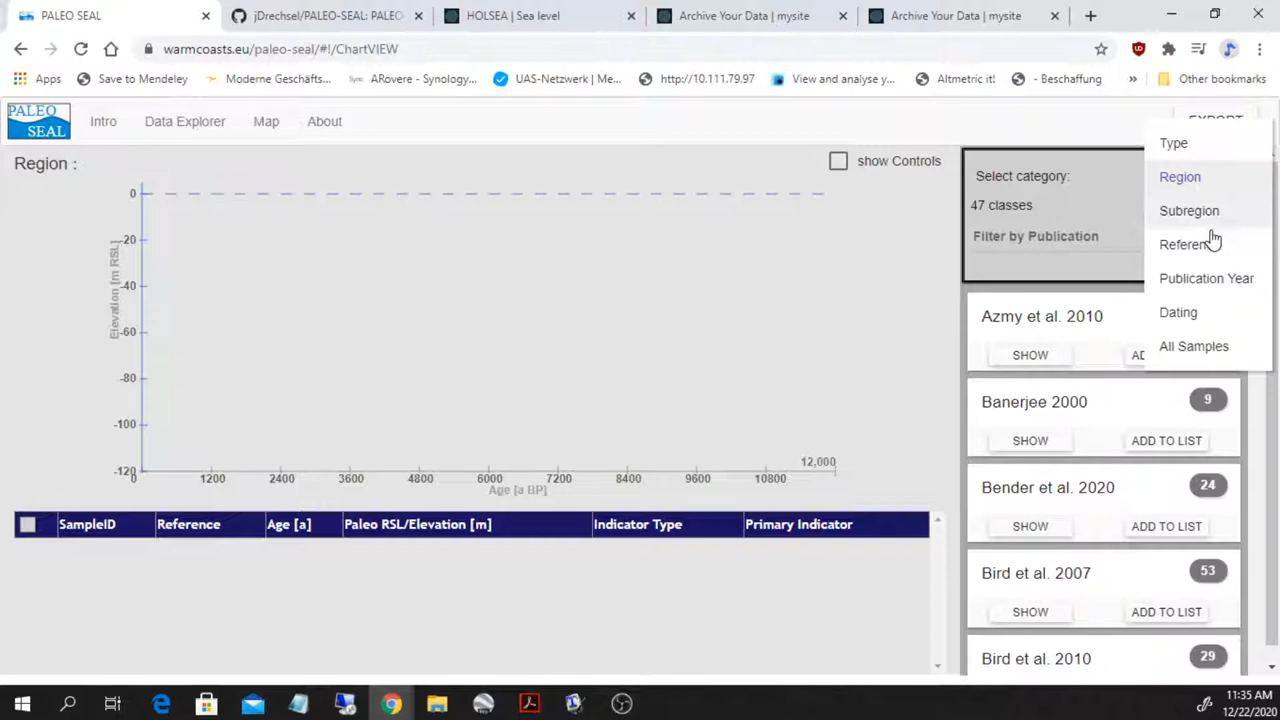 PALEO SEAL
jDrechsel/PALEO-SEAL: PALEO
HOLSEA | Sea level
Archive Your Data | mysite
Archive Your Data | mysite
warmcoasts.eu/paleo-seal/#!/ChartVIEW
Apps
Save to Mendeley
Moderne Geschäfts...
ARovere - Synology...
UAS-Netzwerk | Me...
http://10.111.79.97
View and analyse y...
Altmetric it!
- Beschaffung
»
Other bookmarks
PALEO
SEAL
Intro
Data Explorer
Map
About
Region :
show Controls
0
-20
-40
-60
-80
-100
-120
Elevation [m RSL]
0
1200
2400
3600
4800
6000
7200
8400
9600
10800
12,000
Age [a BP]
SampleID
Reference
Age [a]
Paleo RSL/Elevation [m]
Indicator Type
Primary Indicator
EXPORT
Select category:
47 classes
Filter by Publication
Type
Region
Subregion
Publication Year
Dating
All Samples
Azmy et al. 2010
SHOW
AD
Banerjee 2000
9
SHOW
ADD TO LIST
Bender et al. 2020
24
SHOW
ADD TO LIST
Bird et al. 2007
53
SHOW
ADD TO LIST
Bird et al. 2010
29
11:35 AM
12/22/2020